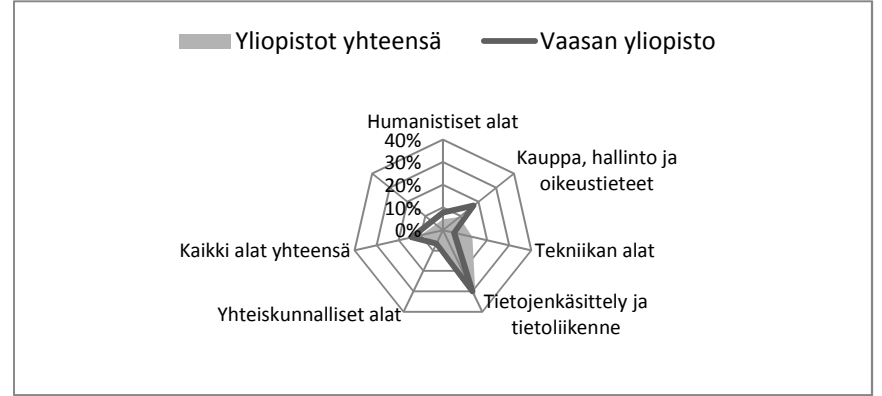 Yliopistot yhteensä
Vaasan yliopisto
Humanistiset alat
40%
30%
20%
10%
0%
Kauppa, hallinto ja
oikeustieteet
Tekniikan alat
Tietojenkäsittely ja
tietoliikenne
Yhteiskunnalliset alat
Kaikki alat yhteensä